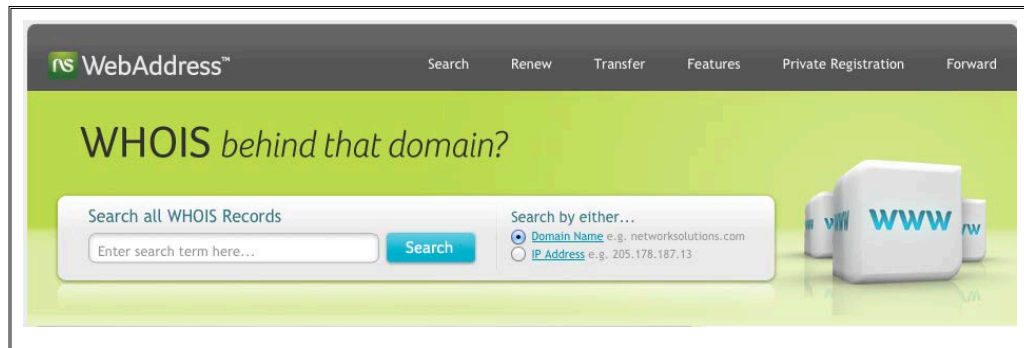 ns WebAddress™ Search Renew Transfer Features Private Registration Forward
WHOIS behind that domain?
Search all WHOIS Records
Enter search term here...
Search
Search by either...
Domain Name e.g. networksolutions.com
IP Address e.g. 205.178.187.13
www